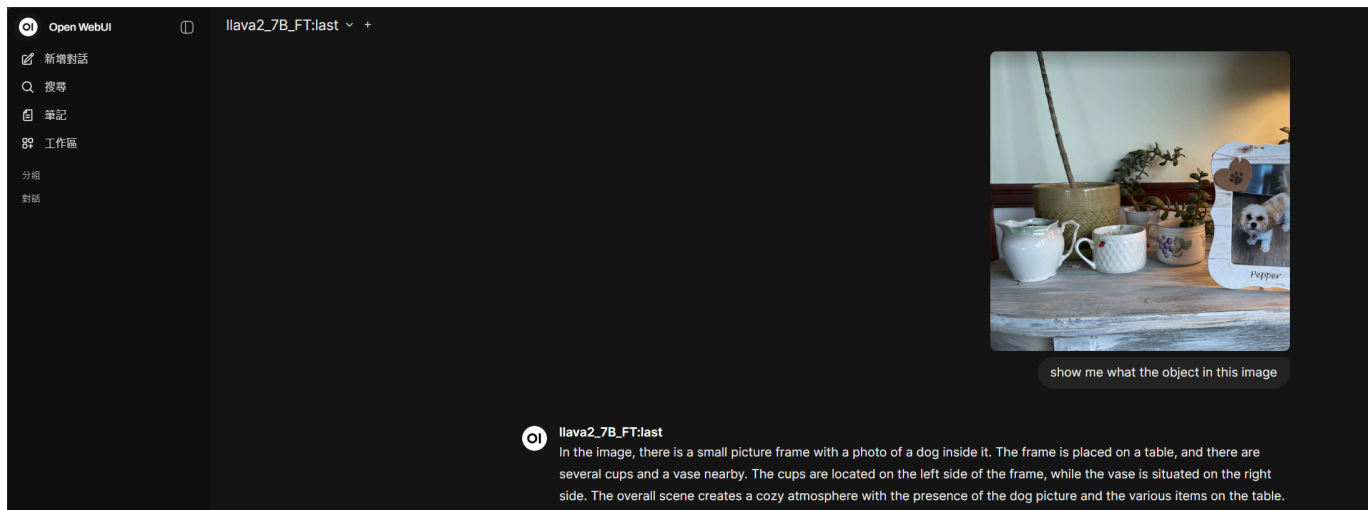 Open WebUI
llava2_7B_FT:last
新增對話
搜尋
筆記
工作區
分組
對話
Pepper
show me what the object in this image
llava2_7B_FT:last
In the image, there is a small picture frame with a photo of a dog inside it. The frame is placed on a table, and there are
several cups and a vase nearby. The cups are located on the left side of the frame, while the vase is situated on the right
side. The overall scene creates a cozy atmosphere with the presence of the dog picture and the various items on the table.